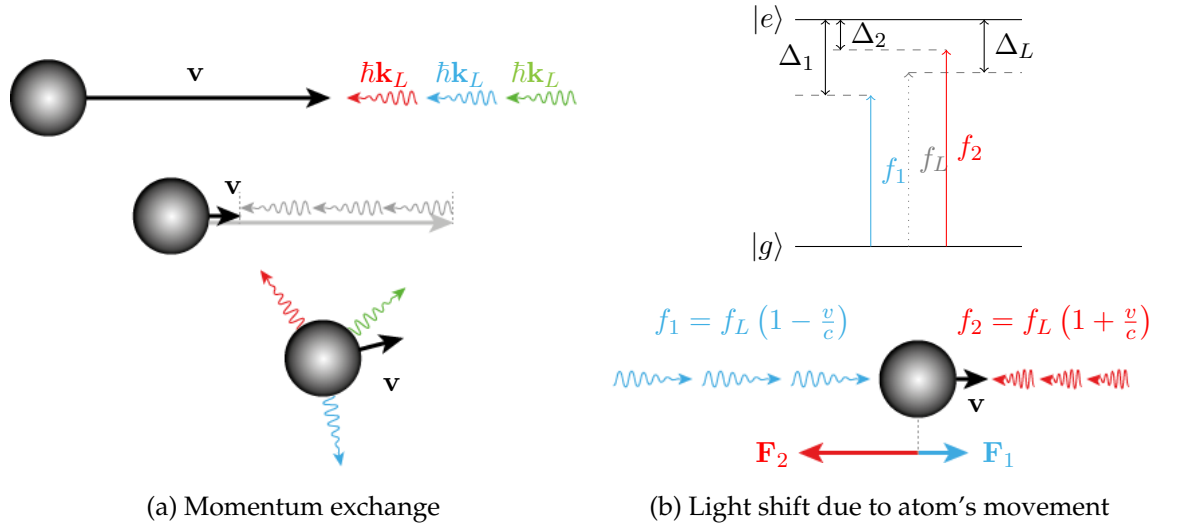 v
ħk_L ħk_L ħk_L
v
v
(a) Momentum exchange
|e⟩
Δ_1 Δ_2 Δ_L
f_1 f_L f_2
|g⟩
f_1 = f_L (1 − v/c) f_2 = f_L (1 + v/c)
v
F_2 F_1
(b) Light shift due to atom's movement